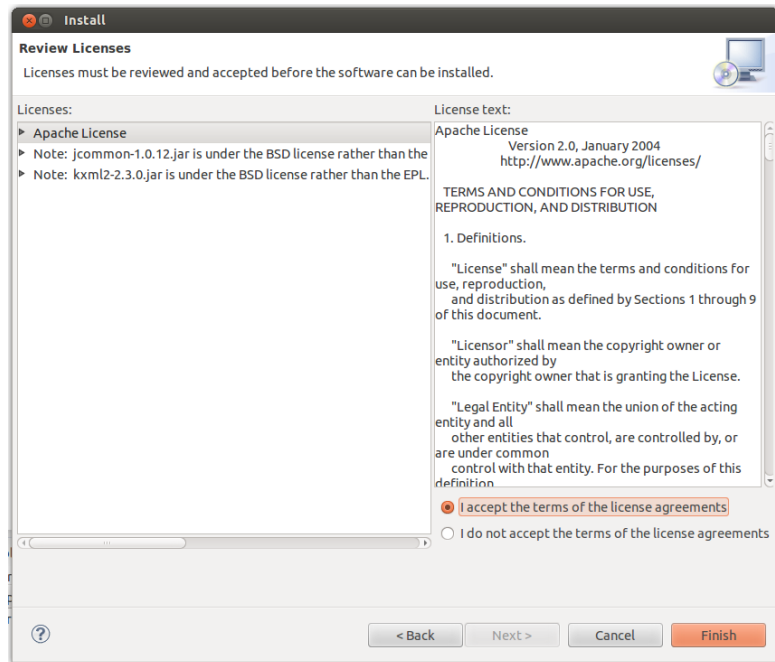 Install
Review Licenses
Licenses must be reviewed and accepted before the software can be installed.
Licenses:
Apache License
Note: jcommon-1.0.12.jar is under the BSD license rather than the
Note: kxml2-2.3.0.jar is under the BSD license rather than the EPL.
License text:
Apache License
Version 2.0, January 2004
http://www.apache.org/licenses/
TERMS AND CONDITIONS FOR USE,
REPRODUCTION, AND DISTRIBUTION
1. Definitions.
"License" shall mean the terms and conditions for
use, reproduction,
and distribution as defined by Sections 1 through 9
of this document.
"Licensor" shall mean the copyright owner or
entity authorized by
the copyright owner that is granting the License.
"Legal Entity" shall mean the union of the acting
entity and all
other entities that control, are controlled by, or
are under common
control with that entity. For the purposes of this
definition
I accept the terms of the license agreements
I do not accept the terms of the license agreements
?
< Back
Next >
Cancel
Finish